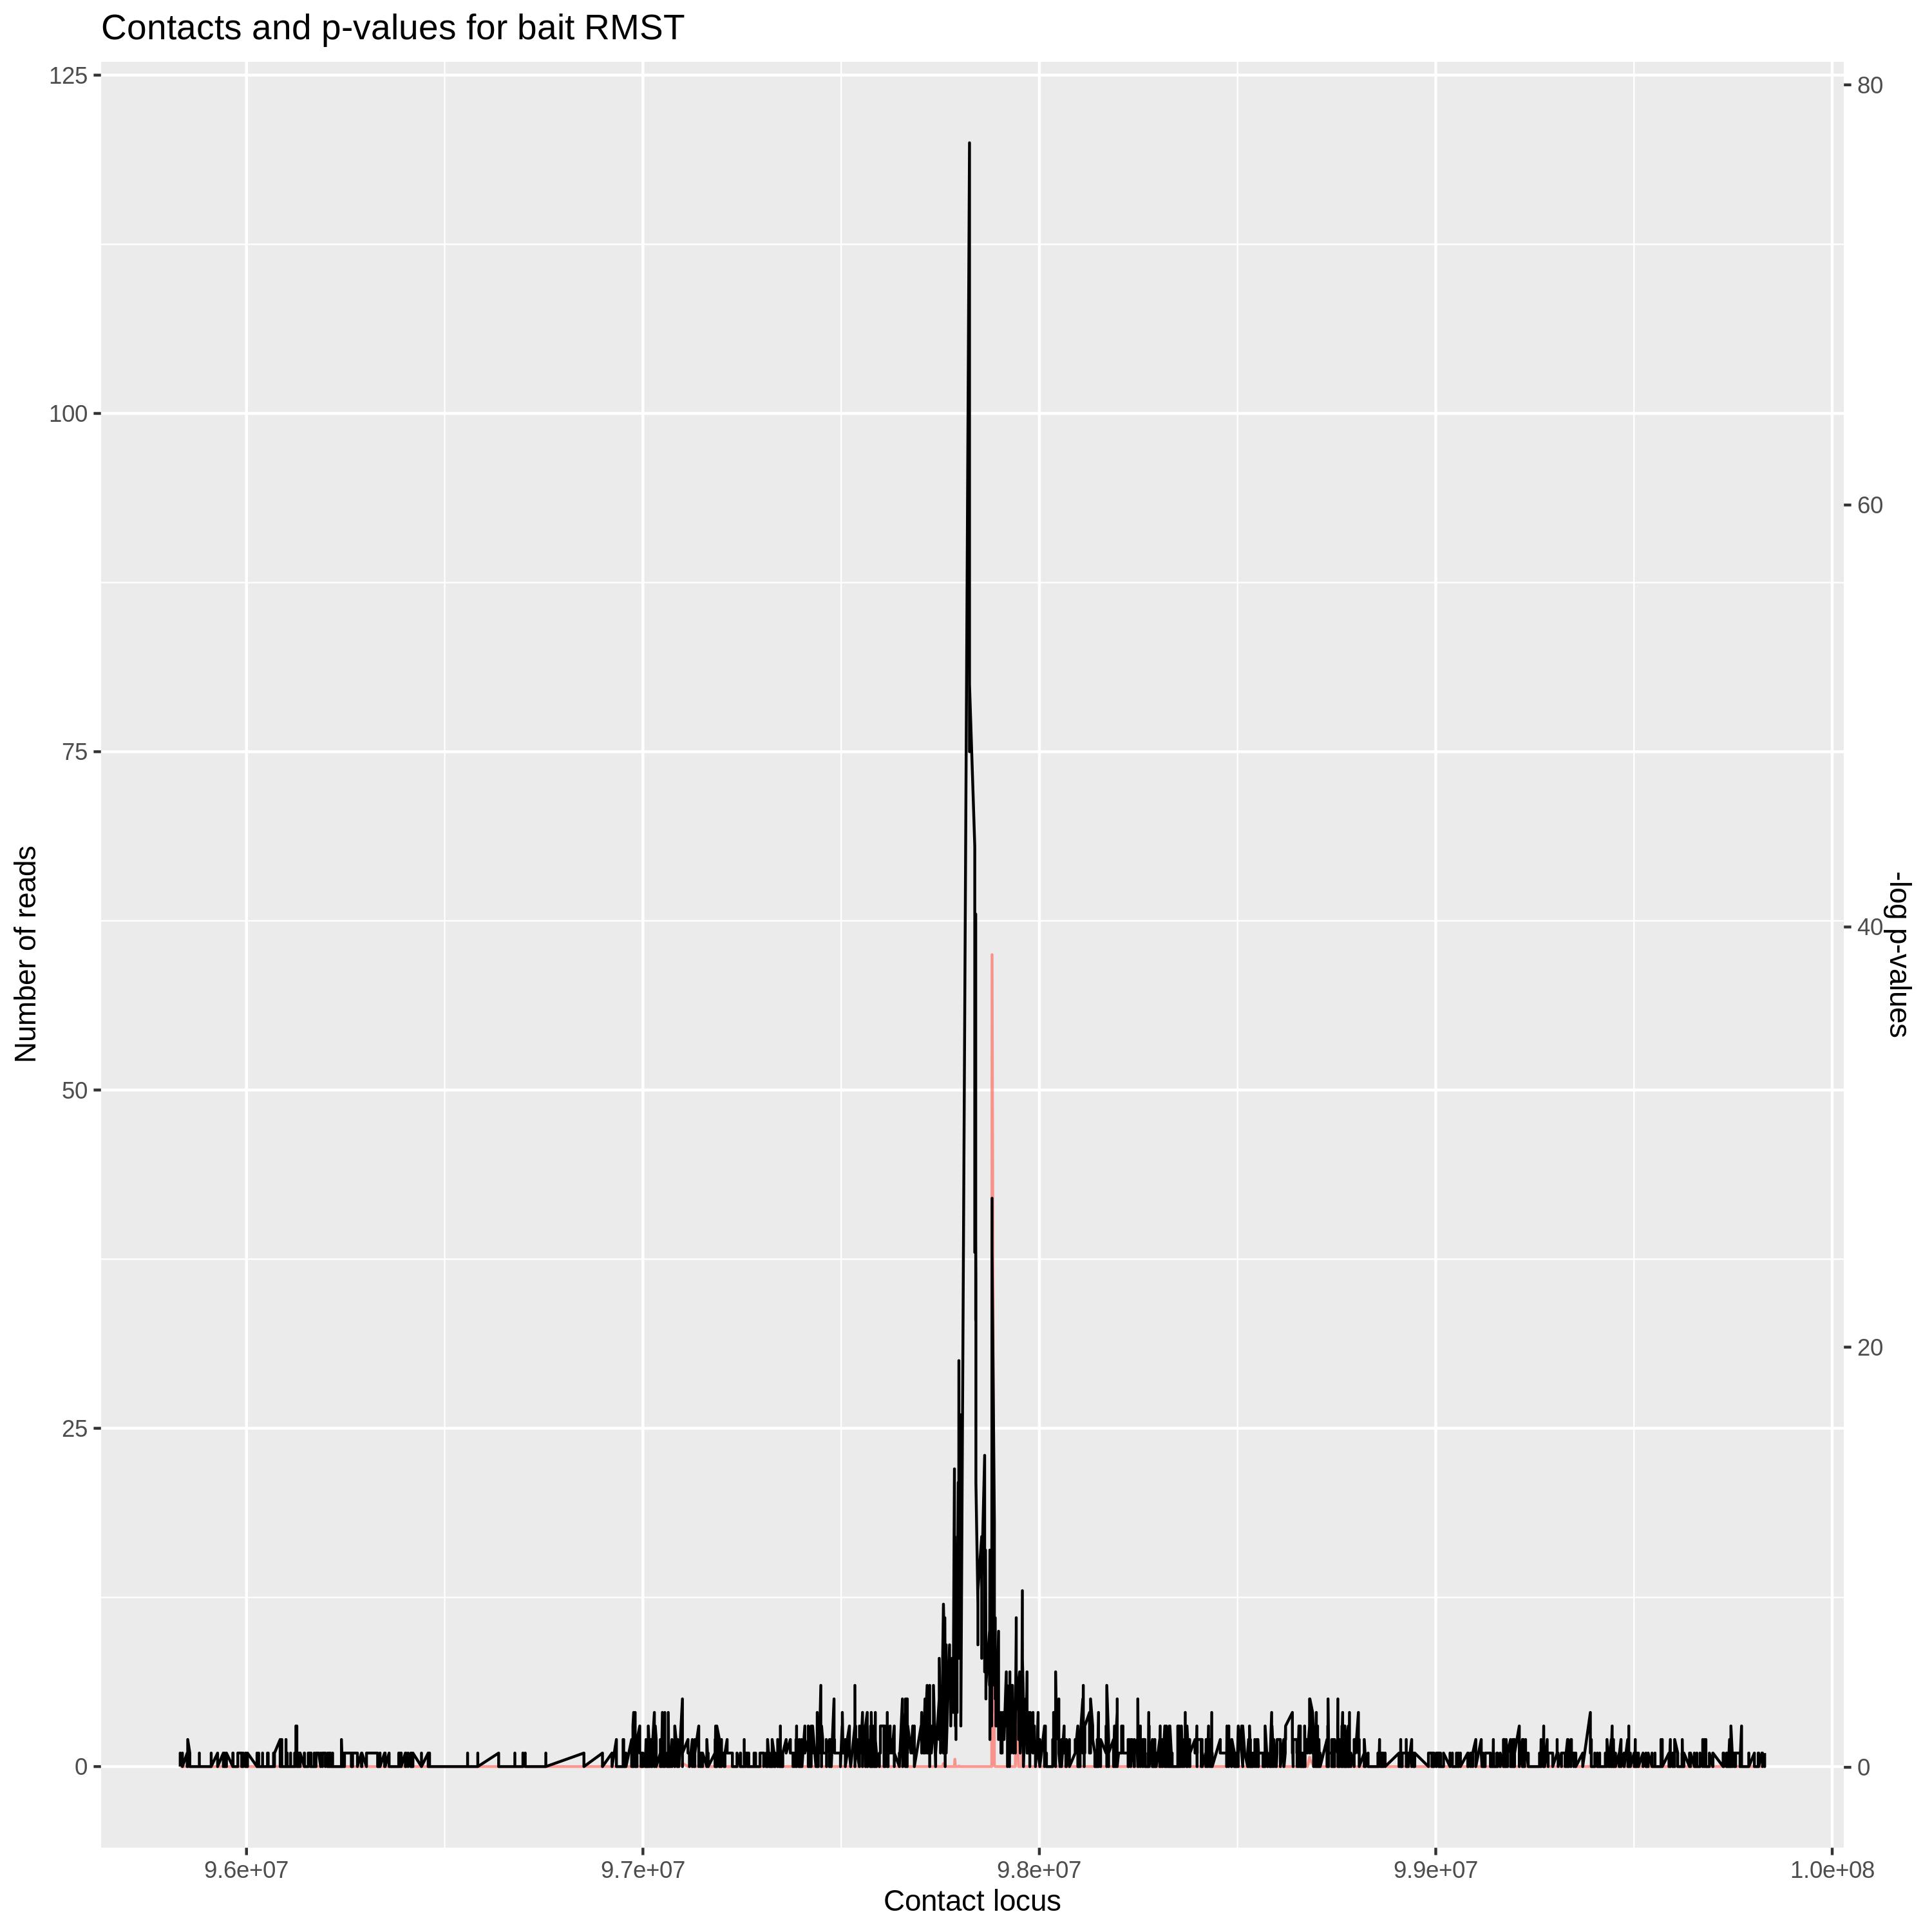 Contacts and p-values for bait RMST
125
100
75
50
25
0
Number of reads
80
60
40
20
0
-log p-values
9.6e+07
9.7e+07
9.8e+07
9.9e+07
1.0e+08
Contact locus